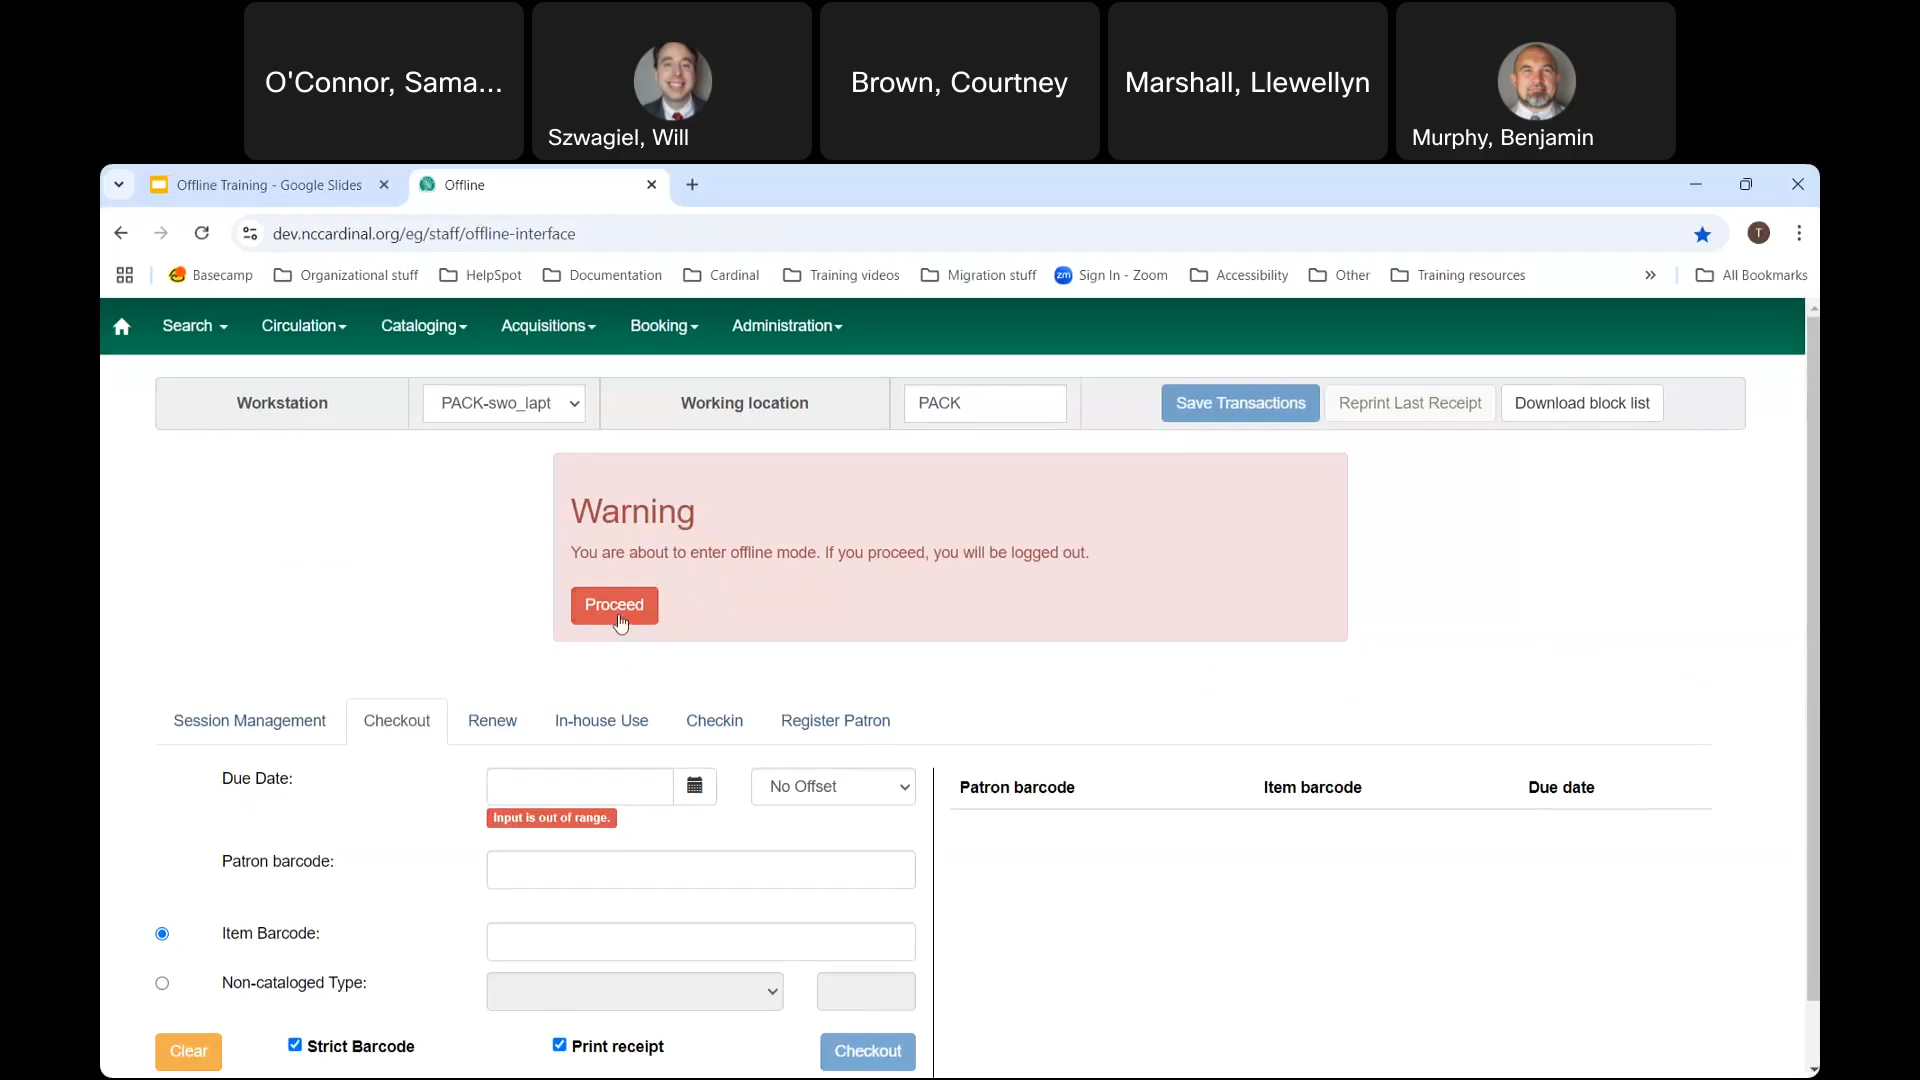 O'Connor, Sama...
Szwagiel, Will
Brown, Courtney
Marshall, Llewellyn
Murphy, Benjamin
Offline Training - Google Slides
Offline
dev.nccardinal.org/eg/staff/offline-interface
T
Basecamp
Organizational stuff
HelpSpot
Documentation
Cardinal
Training videos
Migration stuff
zm
Sign In - Zoom
Accessibility
Other
Training resources
All Bookmarks
Search
Circulation
Cataloging
Acquisitions
Booking
Administration
Workstation
PACK-swo_lapt
Working location
PACK
Save Transactions
Reprint Last Receipt
Download block list
Warning
You are about to enter offline mode. If you proceed, you will be logged out.
Proceed
Session Management
Checkout
Renew
In-house Use
Checkin
Register Patron
Due Date:
No Offset
Input is out of range.
Patron barcode
Item barcode
Due date
Patron barcode:
Item Barcode:
Non-cataloged Type:
Clear
Strict Barcode
Print receipt
Checkout